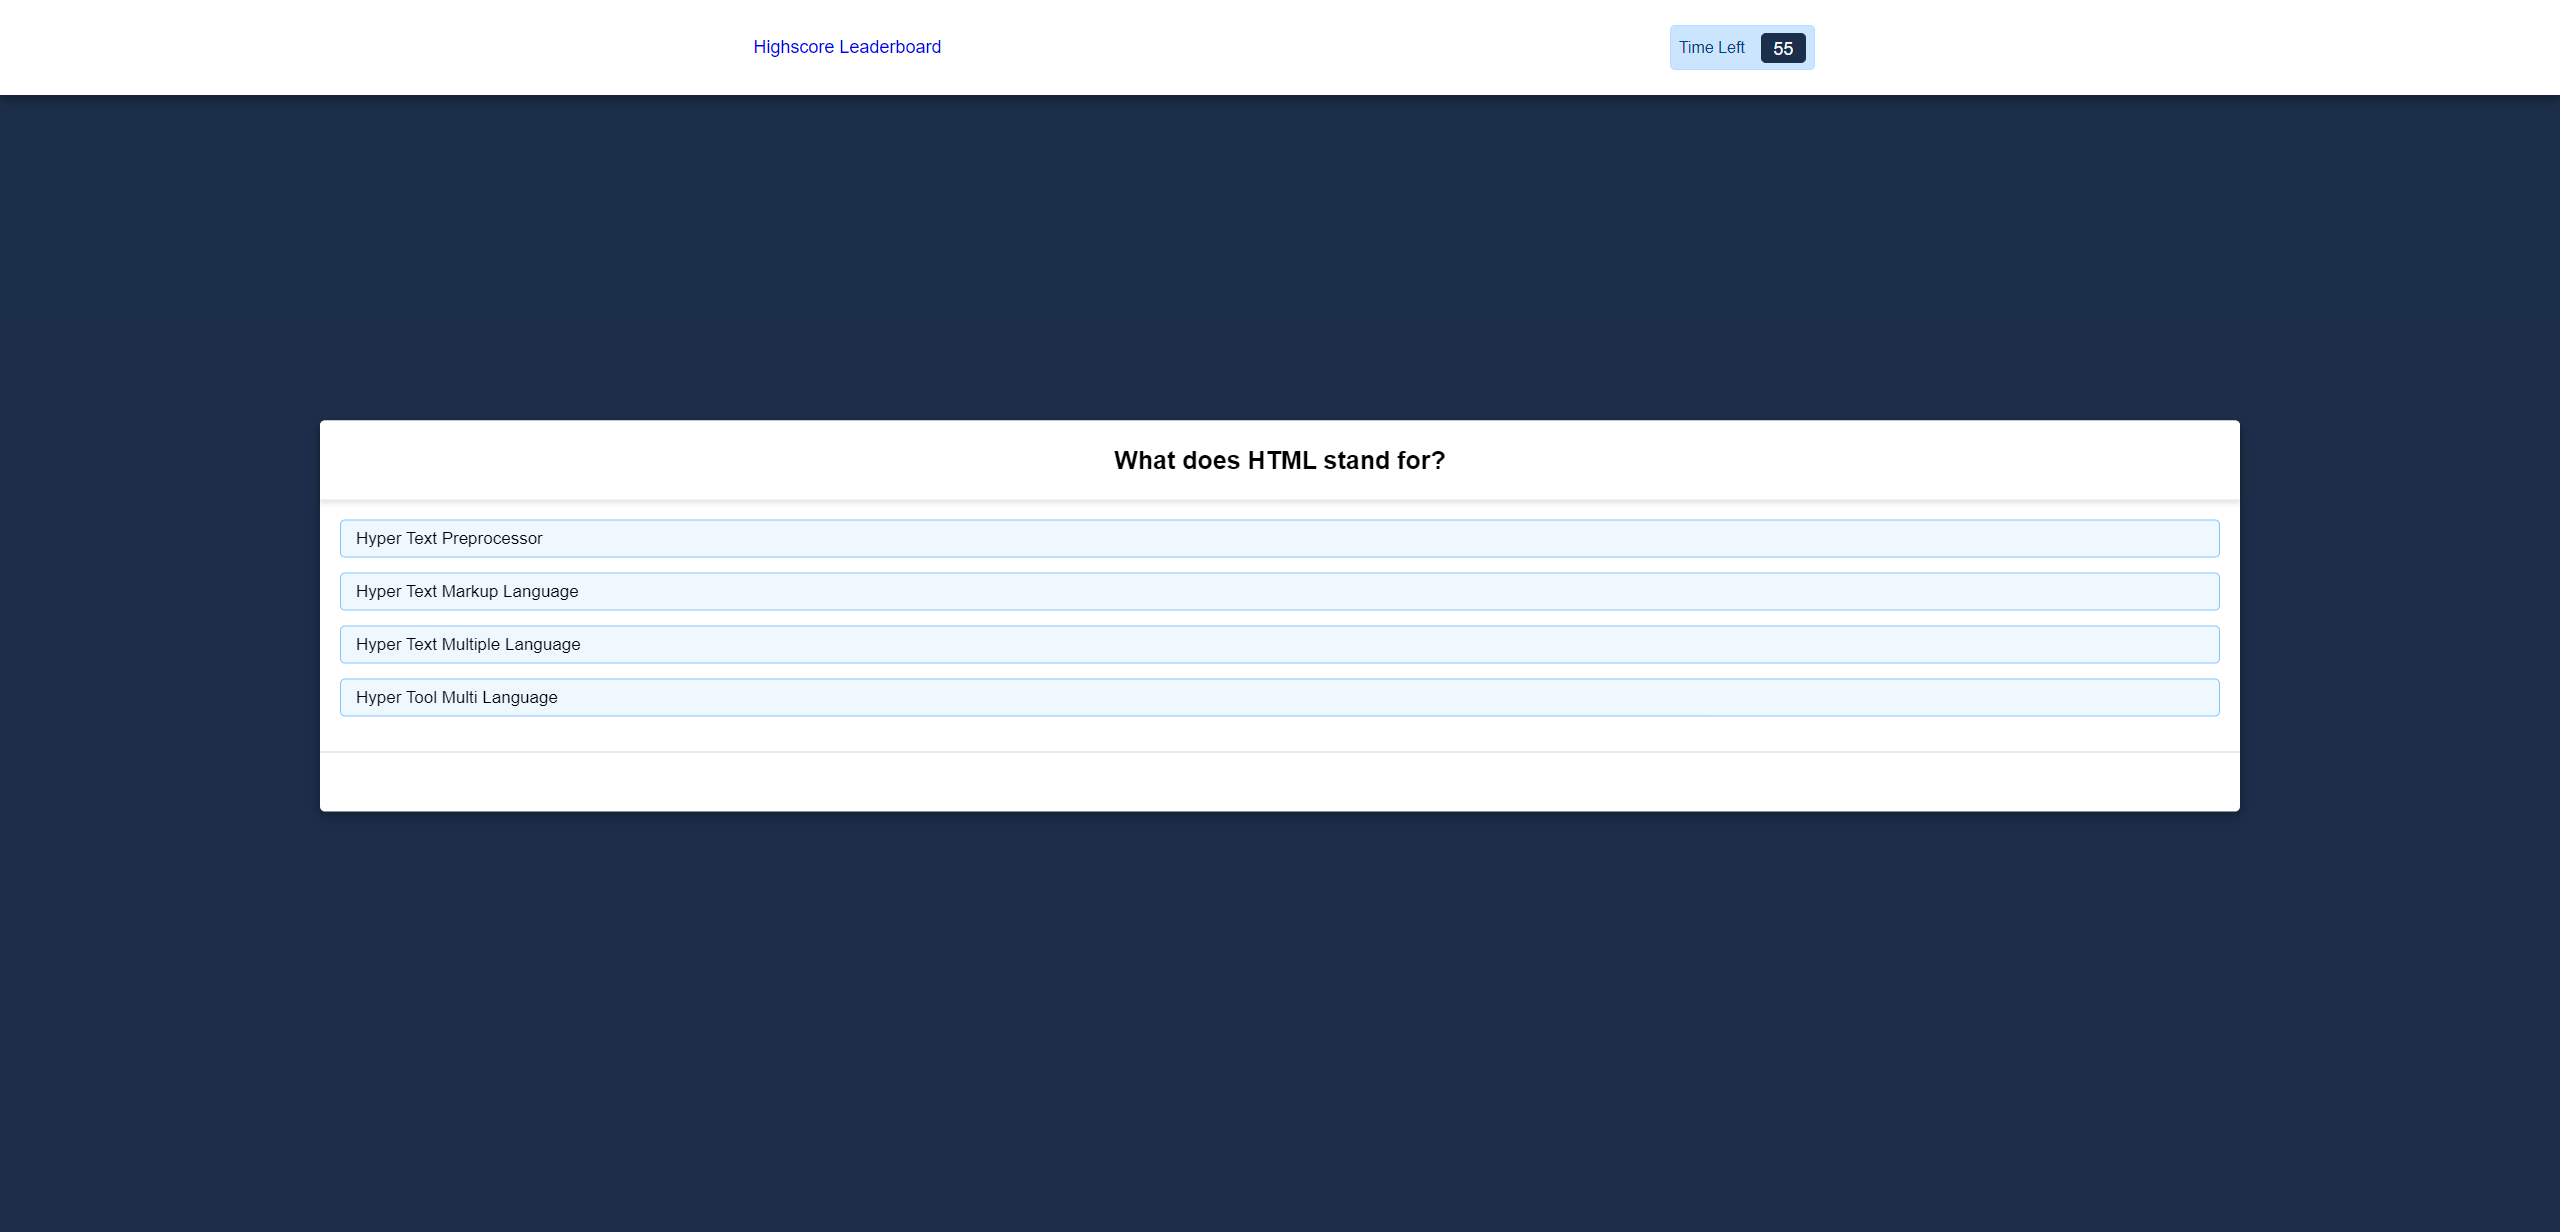 Highscore Leaderboard
Time Left 55
What does HTML stand for?
Hyper Text Preprocessor
Hyper Text Markup Language
Hyper Text Multiple Language
Hyper Tool Multi Language